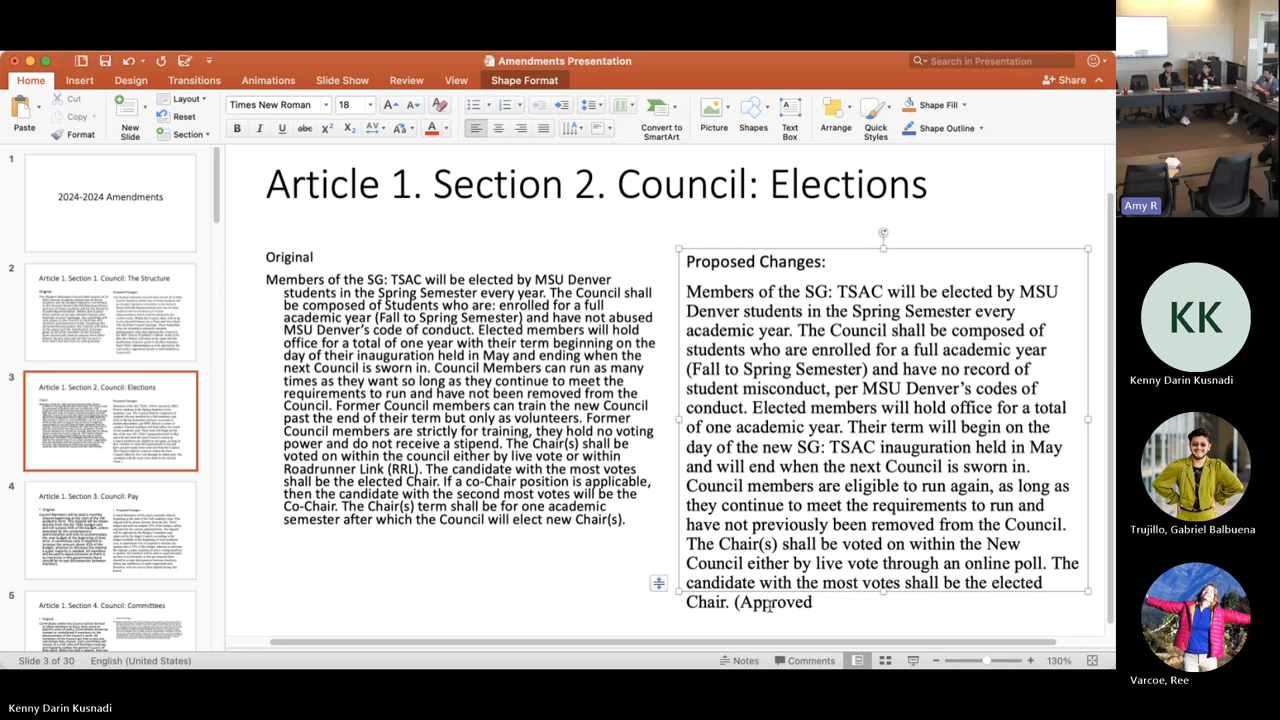 Amendments Presentation
Search in Presentation
Home
Insert
Design
Transitions
Animations
Slide Show
Review
View
Shape Format
Share
Paste
Cut
Copy
Format
New Slide
Layout
Reset
Section
Times New Roman
18
Convert to SmartArt
Picture
Shapes
Text Box
Arrange
Quick Styles
Shape Fill
Shape Outline
1
2024-2024 Amendments
2
Article 1. Section 1. Council: The Structure
3
Article 1. Section 2. Council: Elections
4
Article 1. Section 3. Council: Pay
5
Article 1. Section 4. Council: Committees
Article 1. Section 2. Council: Elections
Original
Members of the SG: TSAC will be elected by MSU Denver
students in the Spring Semester every year. The Council shall
be composed of Students who are: enrolled for a full
academic year (Fall to Spring Semester) and have not abused
MSU Denver's code of conduct. Elected members will hold
office for a total of one year with their term beginning on the
day of their inauguration held in May and ending when the
next Council is sworn in. Council Members can run as many
times as they want so long as they continue to meet the
requirements to run and have not been removed from the
Council. Former Council members can train the new Council
past the end of their term but only as volunteers. Former
Council members are strictly for training, they hold no voting
power and do not receive a stipend. The Chair(s) shall be
voted on within the council either by live vote or within
Roadrunner Link (RRL). The candidate with the most votes
shall be the elected Chair. If a co-Chair position is applicable,
then the candidate with the second most votes will be the
Co-Chair. The Chair(s) term shall be for one academic
semester after which the Council will elect new Chair(s).
Proposed Changes:
Members of the SG: TSAC will be elected by MSU
Denver students in the Spring Semester every
academic year. The Council shall be composed of
students who are enrolled for a full academic year
(Fall to Spring Semester) and have no record of
student misconduct, per MSU Denver's codes of
conduct. Elected members will hold office for a total
of one academic year. Their term will begin on the
day of the new SG: TSAC inauguration held in May
and will end when the next Council is sworn in.
Council members are eligible to run again, as long as
they continue to meet the requirements to run and
have not previously been removed from the Council.
The Chair(s) shall be voted on within the New
Council either by live vote through an online poll. The
candidate with the most votes shall be the elected
Chair. (Approved
Slide 3 of 30
English (United States)
Notes
Comments
130%
Amy R
KK
Kenny Darin Kusnadi
Trujillo, Gabriel Balbuena
Varcoe, Ree
Kenny Darin Kusnadi